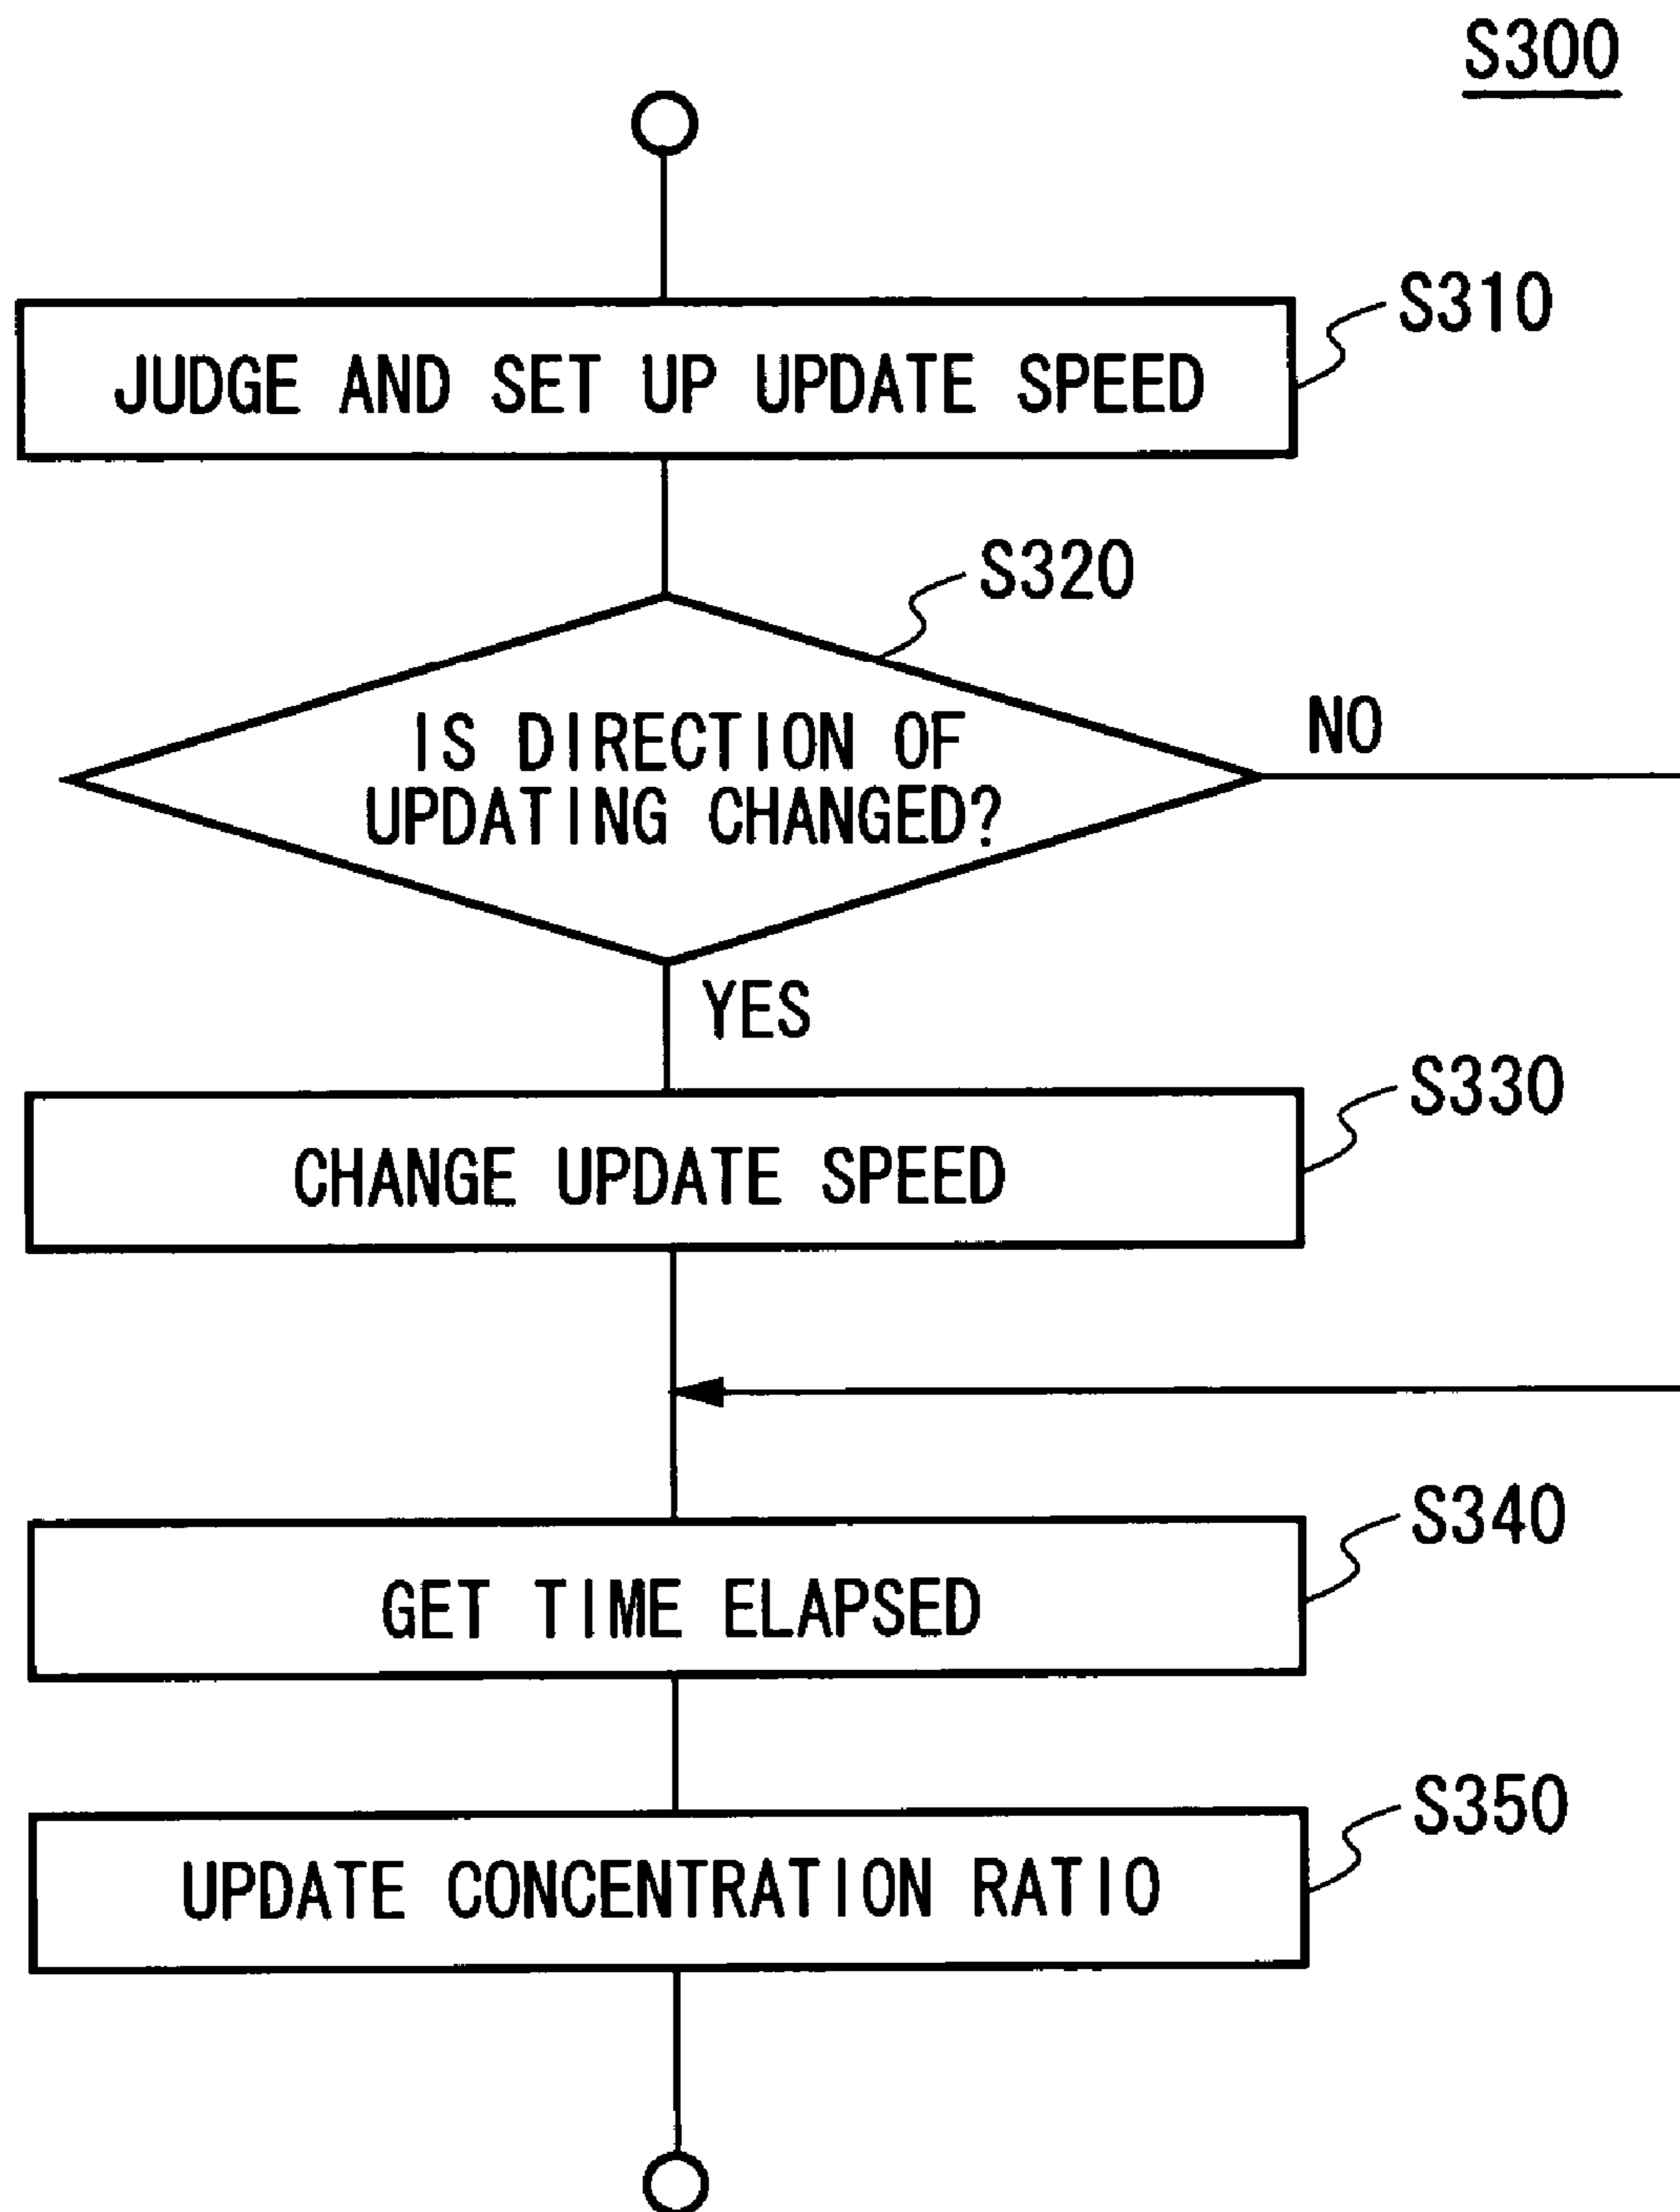 S300
S310
JUDGE AND SET UP UPDATE SPEED
S320
IS DIRECTION OF
UPDATING CHANGED?
NO
YES
S330
CHANGE UPDATE SPEED
S340
GET TIME ELAPSED
S350
UPDATE CONCENTRATION RATIO